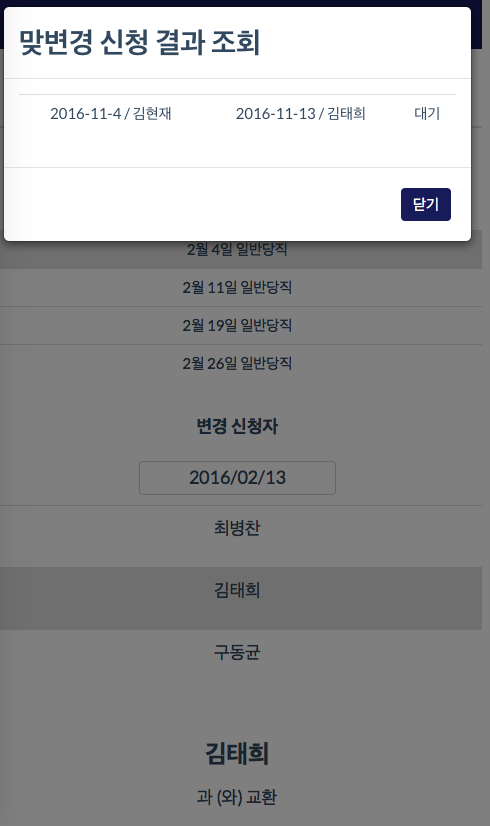 맞변경 신청 결과 조회
2016-11-4 / 김현재 2016-11-13 / 김태희 대기
닫기
2월 4일 일반당직
2월 11일 일반당직
2월 19일 일반당직
2월 26일 일반당직
변경 신청자
2016/02/13
최병찬
김태희
구동균
김태희
과 (와) 교환